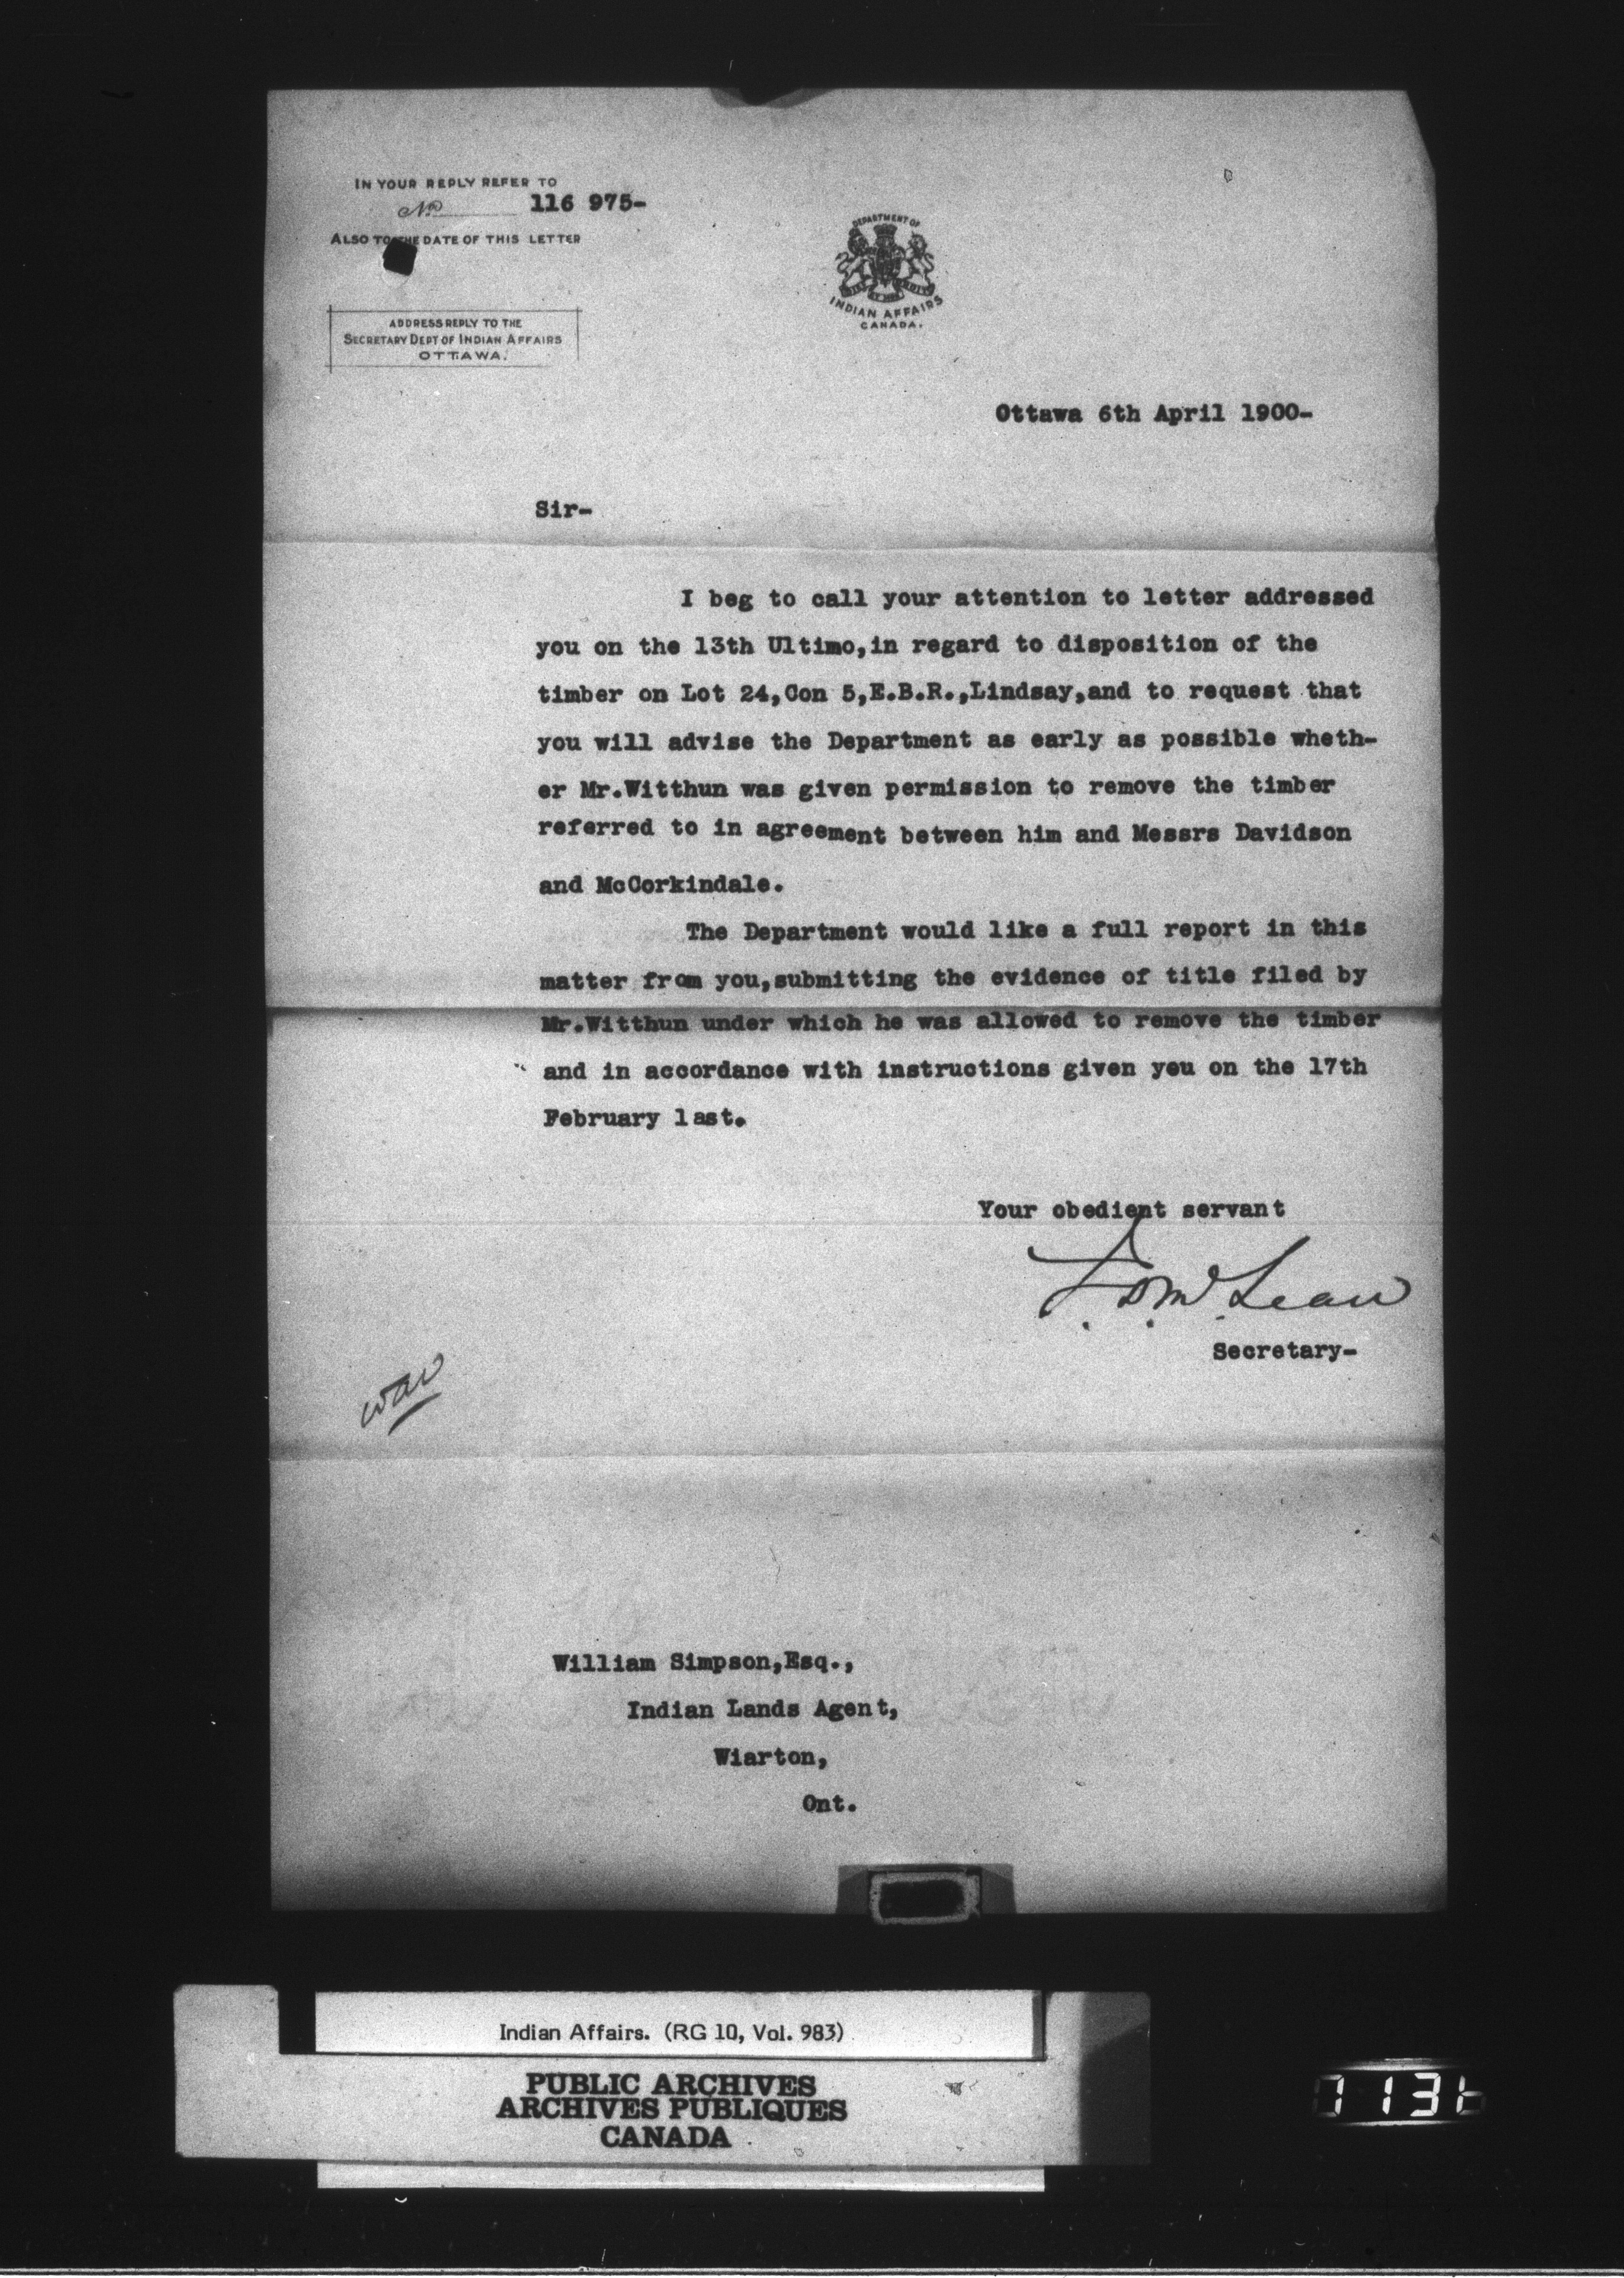 IN YOUR REPLY REFER TO
No 116 975-
ALSO TO THE DATE OF THIS LETTER
ADDRESS REPLY TO THE
SECRETARY DEPT OF INDIAN AFFAIRS
OTTAWA.
DEPARTMENT OF
INDIAN AFFAIRS
CANADA.
Ottawa 6th April 1900-
Sir-
I beg to call your attention to letter addressed
you on the 13th Ultimo,in regard to disposition of the
timber on Lot 24,Con 5,E.B.R.,Lindsay,and to request that
you will advise the Department as early as possible wheth-
er Mr.Witthun was given permission to remove the timber
referred to in agreement between him and Messrs Davidson
and McCorkindale.
The Department would like a full report in this
matter from you,submitting the evidence of title filed by
Mr.Witthun under which he was allowed to remove the timber
and in accordance with instructions given you on the 17th
February last.
Your obedient servant
J. D. McLean
Secretary-
William Simpson,Esq.,
Indian Lands Agent,
Wiarton,
Ont.
Indian Affairs. (RG 10, Vol. 983)
PUBLIC ARCHIVES
ARCHIVES PUBLIQUES
CANADA